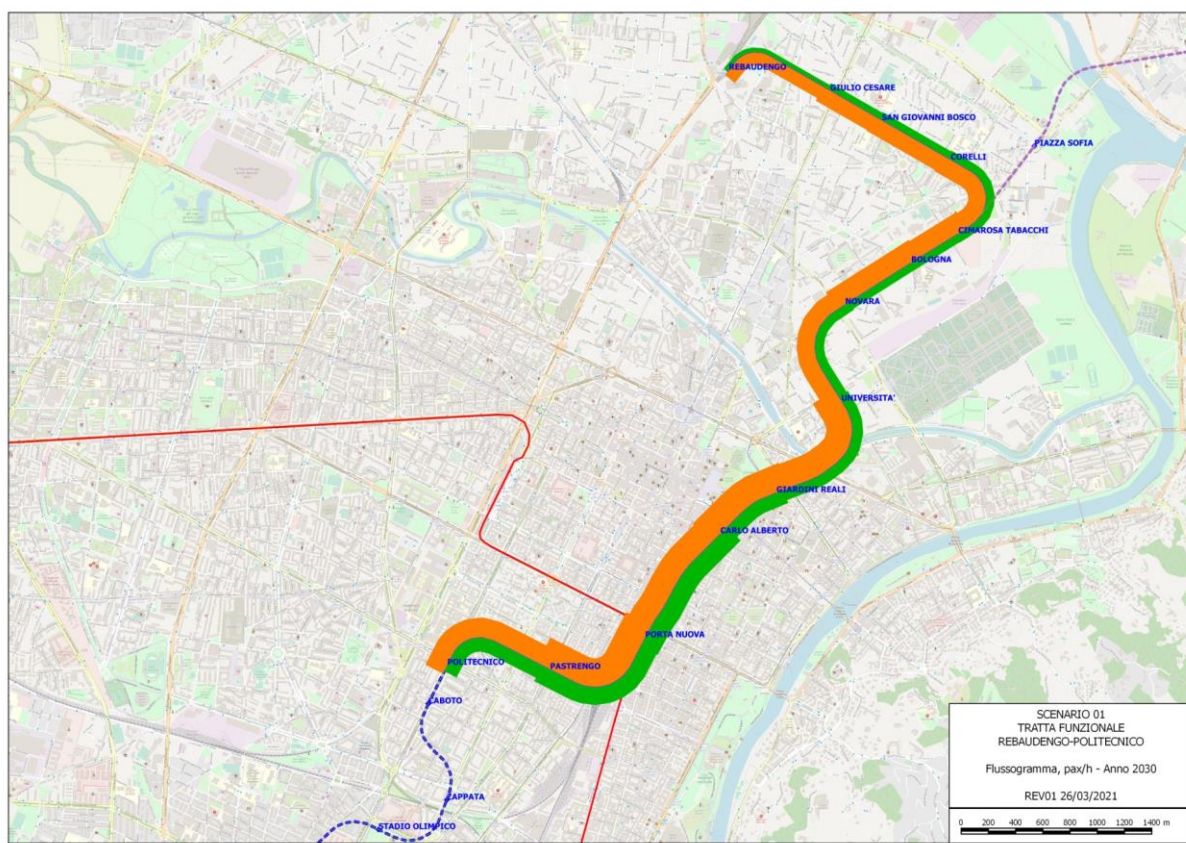 REBAUDENGO
GIULIO CESARE
SAN GIOVANNI BOSCO
PIAZZA SOFIA
CORELLI
CIMAROSA TABACCHI
BOLOGNA
NOVARA
UNIVERSITA'
GIARDINI REALI
CARLO ALBERTO
PORTA NUOVA
POLITECNICO
PASTRENGO
CABOTO
ZAPPATA
STADIO OLIMPICO
SCENARIO 01
TRATTA FUNZIONALE
REBAUDENGO-POLITECNICO
Flussogramma, pax/h - Anno 2030
REV01 26/03/2021
0 200 400 600 800 1000 1200 1400 m